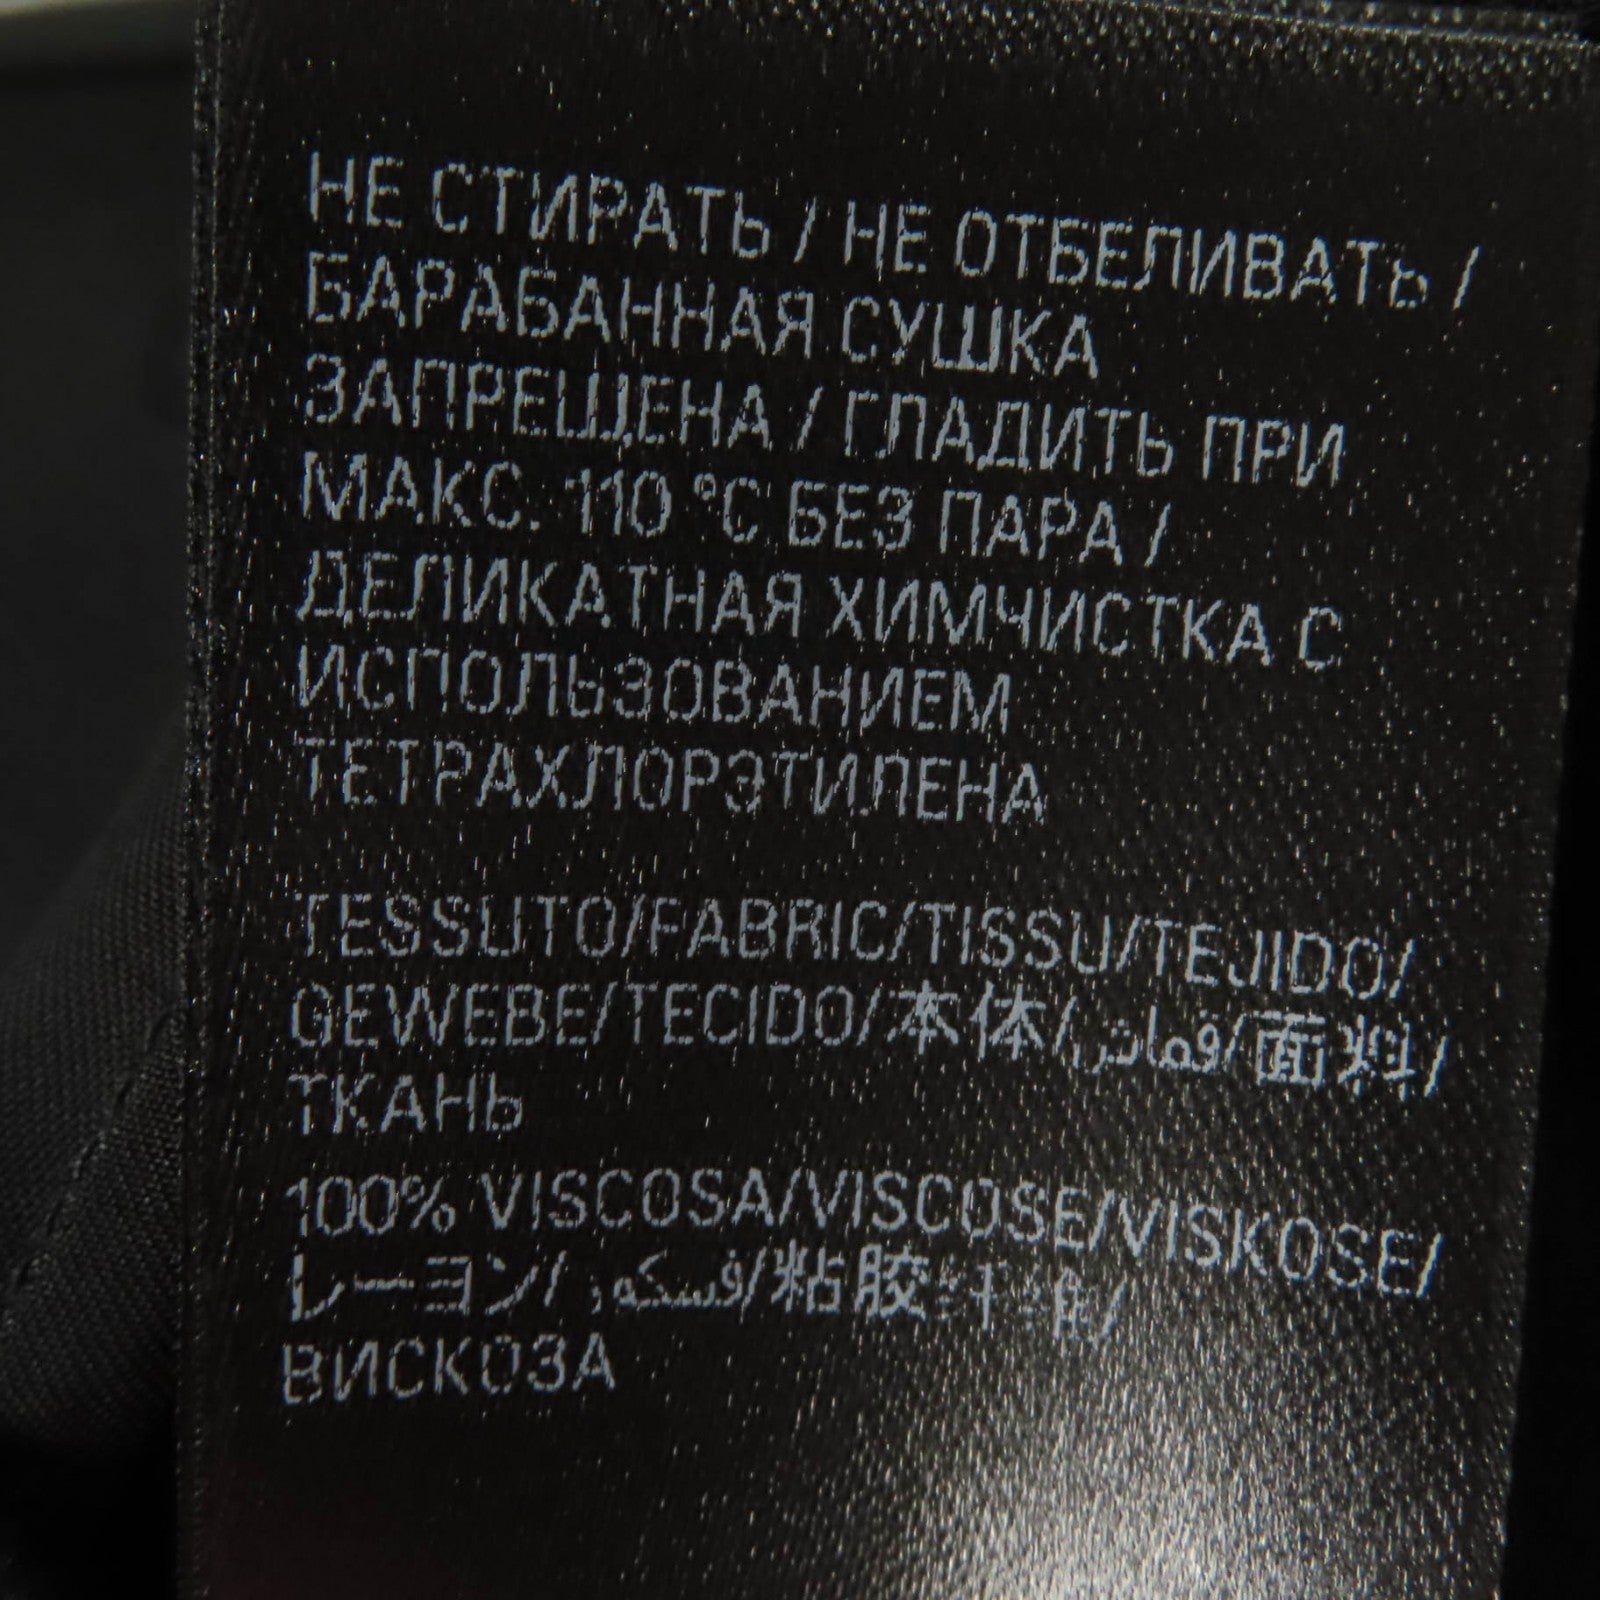 НЕ СТИРАТЬ / НЕ ОТБЕЛИВАТЬ /
БАРАБАННАЯ СУШКА
ЗАПРЕЩЕНА / ГЛАДИТЬ ПРИ
МАКС. 110 °C БЕЗ ПАРА /
ДЕЛИКАТНАЯ ХИМЧИСТКА С
ИСПОЛЬЗОВАНИЕМ
ТЕТРАХЛОРЭТИЛЕНА
TESSUTO/FABRIC/TISSU/TEJIDO/
GEWEBE/TECIDO/本体/قماش/面料/
ТКАНЬ
100% VISCOSA/VISCOSE/VISKOSE/
レーヨン/فسكوز/粘胶纤维/
ВИСКОЗА